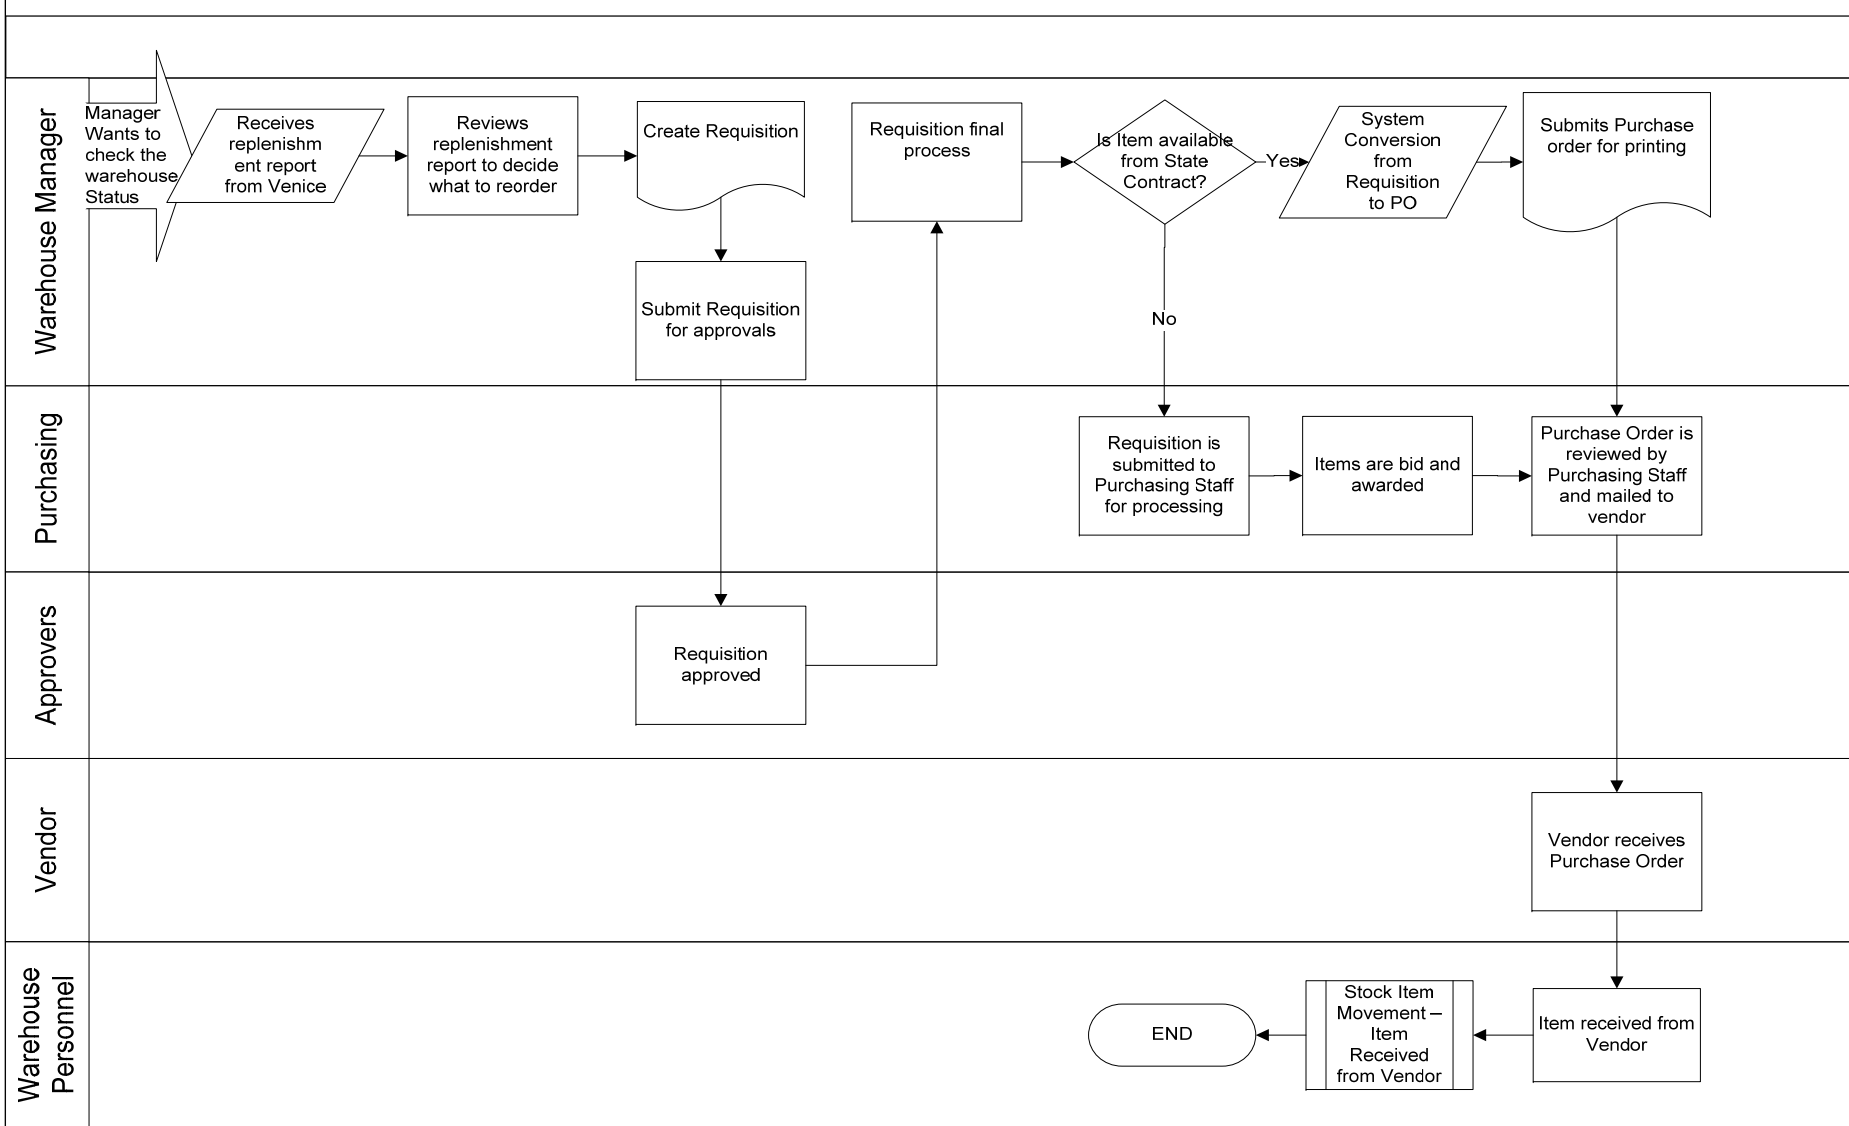 Warehouse Manager
Manager
Wants to
check the
warehouse
Status
Receives
replenishm
ent report
from Venice
Reviews
replenishment
report to decide
what to reorder
Create Requisition
Submit Requisition
for approvals
Requisition final
process
Is Item available
from State
Contract?
Yes
No
System
Conversion
from
Requisition
to PO
Submits Purchase
order for printing
Purchasing
Requisition is
submitted to
Purchasing Staff
for processing
Items are bid and
awarded
Purchase Order is
reviewed by
Purchasing Staff
and mailed to
vendor
Approvers
Requisition
approved
Vendor
Vendor receives
Purchase Order
Warehouse
Personnel
END
Stock Item
Movement –
Item
Received
from Vendor
Item received from
Vendor